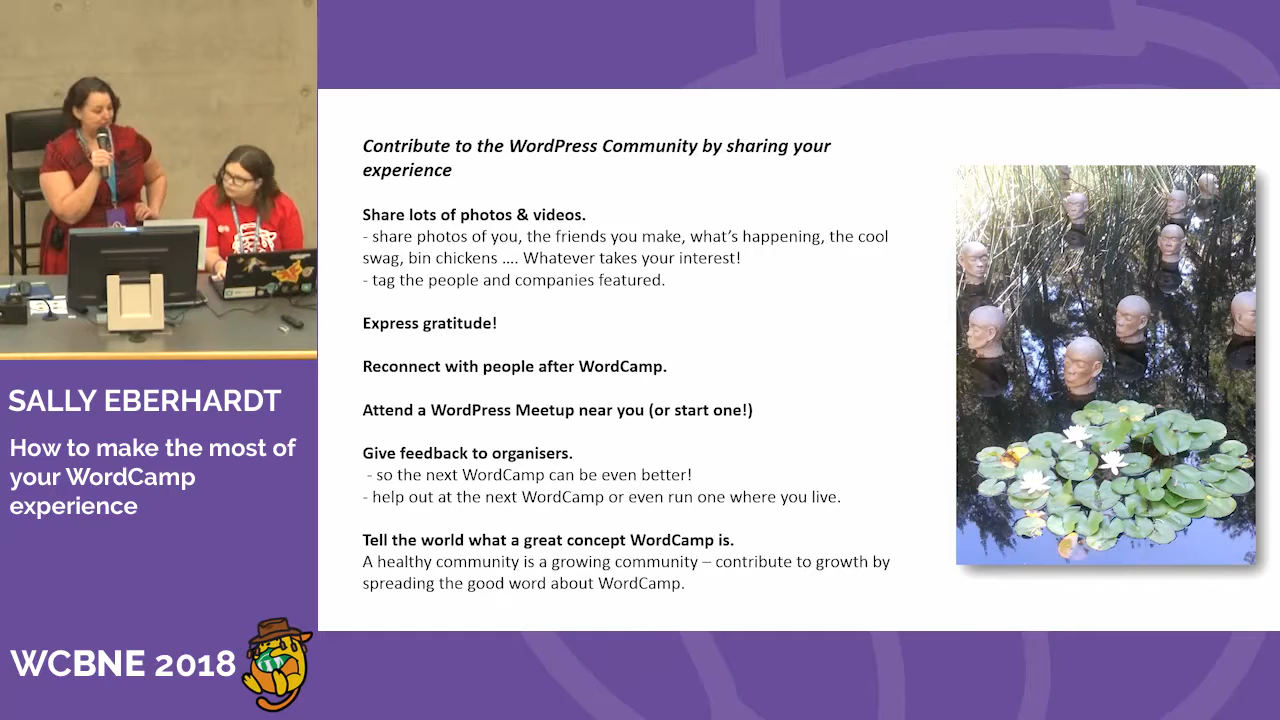 Contribute to the WordPress Community by sharing your
experience
Share lots of photos & videos.
- share photos of you, the friends you make, what’s happening, the cool
swag, bin chickens .... Whatever takes your interest!
- tag the people and companies featured.
Express gratitude!
Reconnect with people after WordCamp.
Attend a WordPress Meetup near you (or start one!)
Give feedback to organisers.
- so the next WordCamp can be even better!
- help out at the next WordCamp or even run one where you live.
Tell the world what a great concept WordCamp is.
A healthy community is a growing community – contribute to growth by
spreading the good word about WordCamp.
SALLY EBERHARDT
How to make the most of
your WordCamp
experience
WCBNE 2018